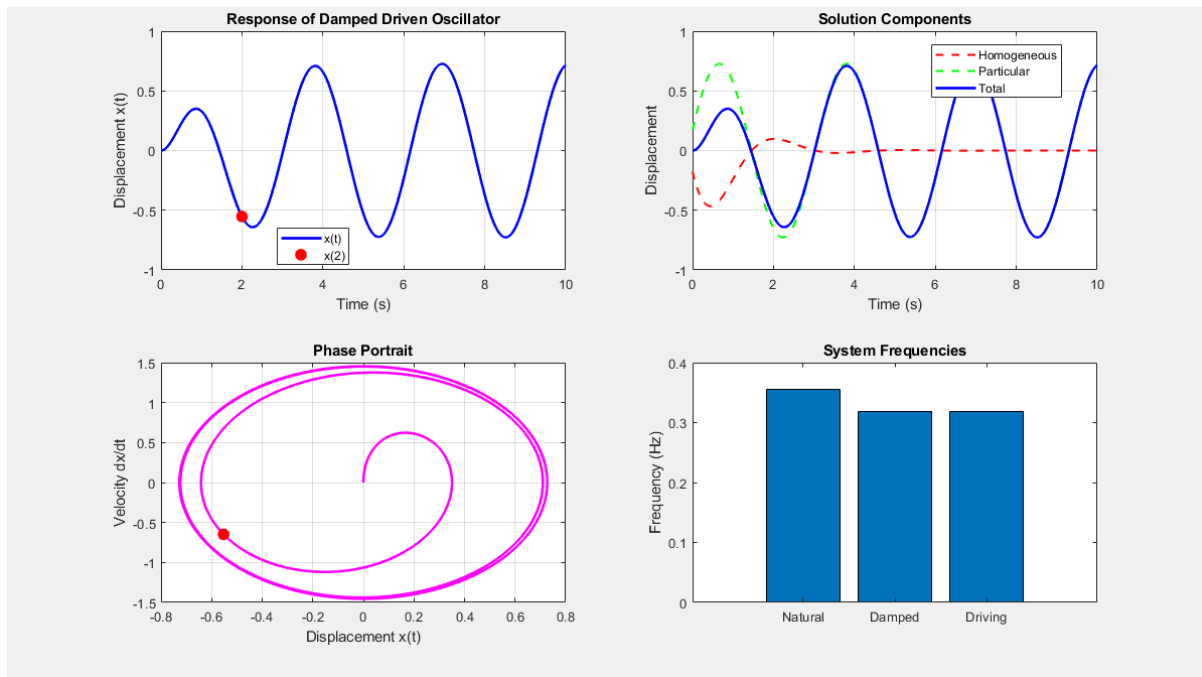 Response of Damped Driven Oscillator
1
0.5
0
-0.5
-1
Displacement x(t)
x(t)
x(2)
0 2 4 6 8 10
Time (s)
Solution Components
1
0.5
0
-0.5
-1
Displacement
Homogeneous
Particular
Total
0 2 4 6 8 10
Time (s)
Phase Portrait
1.5
1
0.5
0
-0.5
-1
-1.5
Velocity dx/dt
-0.8 -0.6 -0.4 -0.2 0 0.2 0.4 0.6 0.8
Displacement x(t)
System Frequencies
0.4
0.3
0.2
0.1
0
Frequency (Hz)
Natural Damped Driving